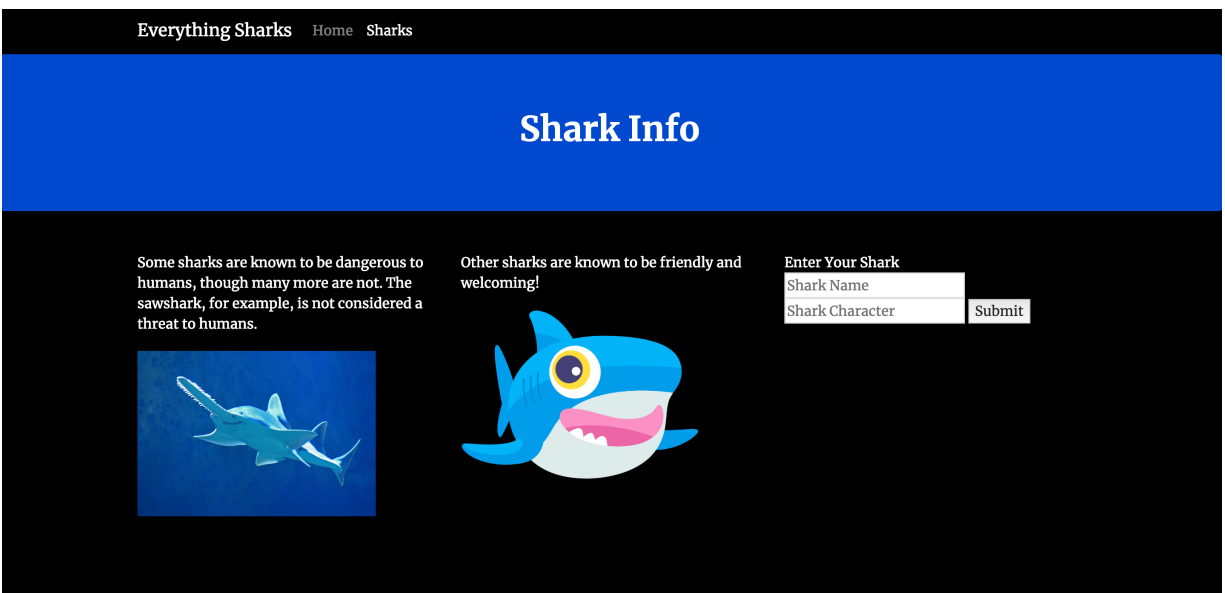 Everything Sharks Home Sharks
Shark Info
Some sharks are known to be dangerous to
humans, though many more are not. The
sawshark, for example, is not considered a
threat to humans.
Other sharks are known to be friendly and
welcoming!
Enter Your Shark
Shark Name
Shark Character Submit